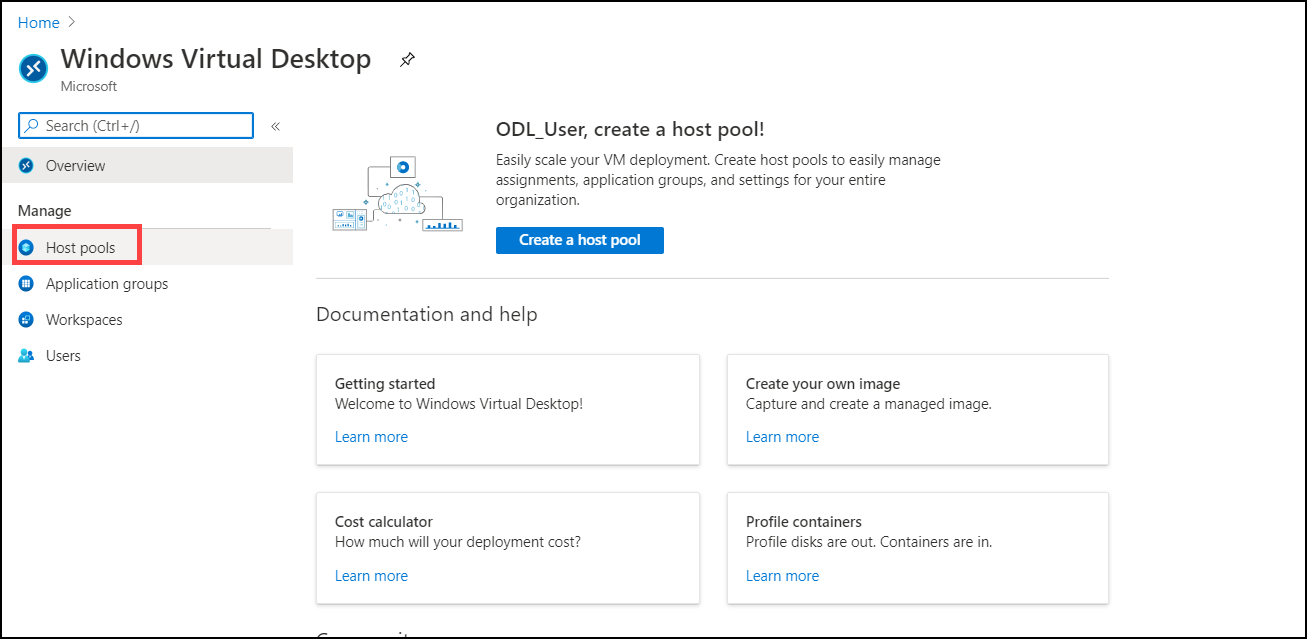 Home
Windows Virtual Desktop
Microsoft
Search (Ctrl+/)
Overview
Manage
Host pools
Application groups
Workspaces
Users
ODL_User, create a host pool!
Easily scale your VM deployment. Create host pools to easily manage
assignments, application groups, and settings for your entire
organization.
Create a host pool
Documentation and help
Getting started
Welcome to Windows Virtual Desktop!
Learn more
Create your own image
Capture and create a managed image.
Learn more
Cost calculator
How much will your deployment cost?
Learn more
Profile containers
Profile disks are out. Containers are in.
Learn more